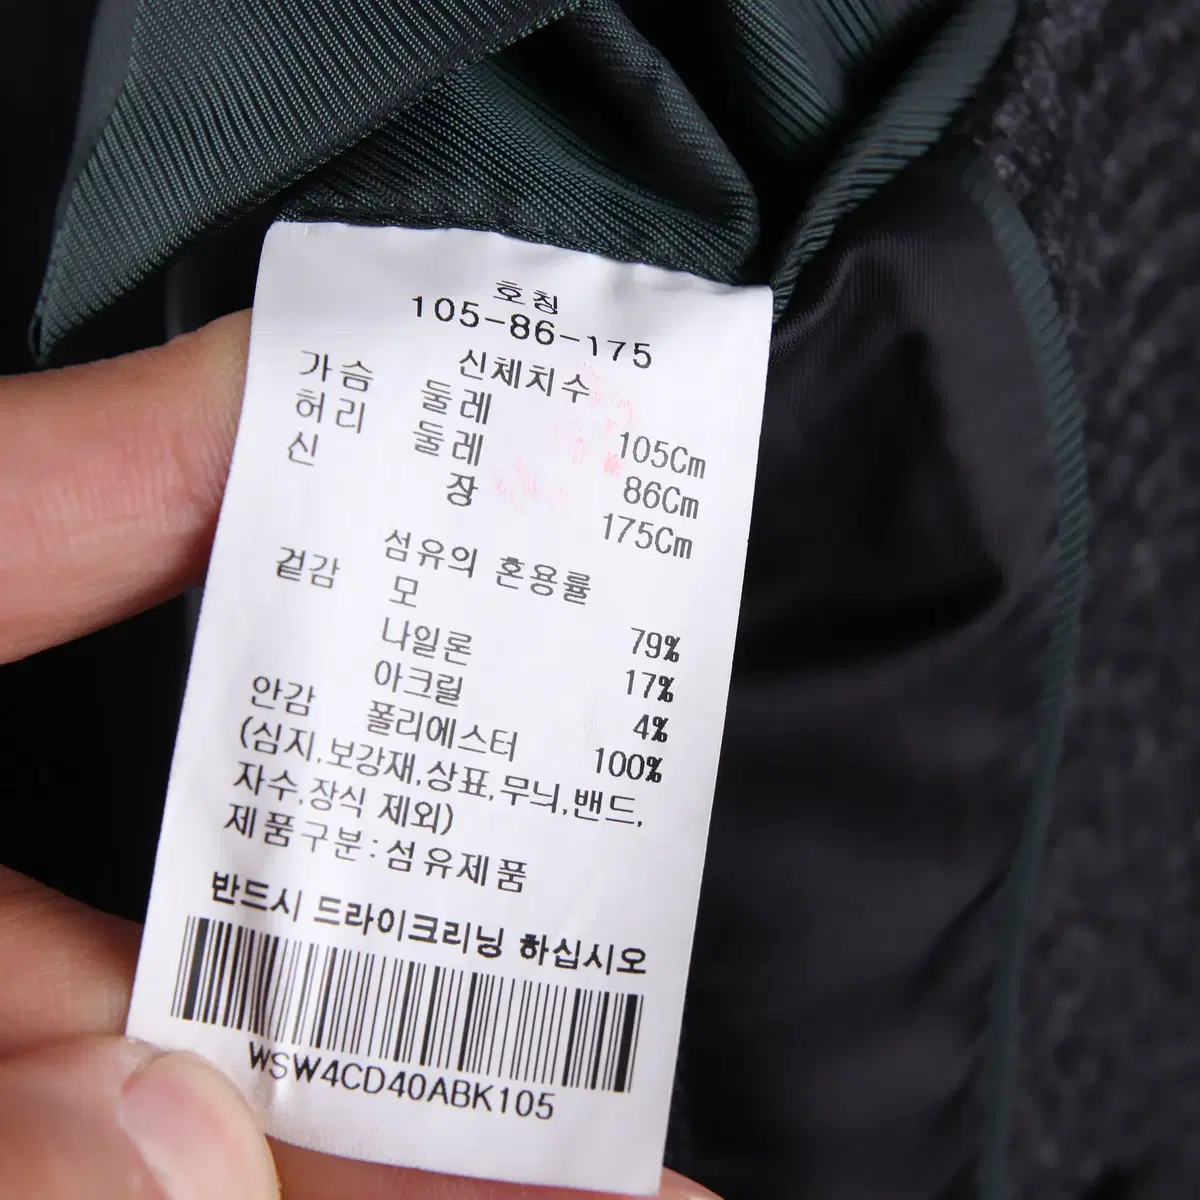 호칭
105-86-175
신체치수
가슴 둘레 105Cm
허리 둘레 86Cm
신 장 175Cm
섬유의 혼용률
겉감 모 79%
나일론 17%
아크릴 4%
안감 폴리에스터 100%
(심지,보강재,상표,무늬,밴드,
자수,장식 제외)
제품구분:섬유제품
반드시 드라이크리닝 하십시오
WSW4CD40ABK105